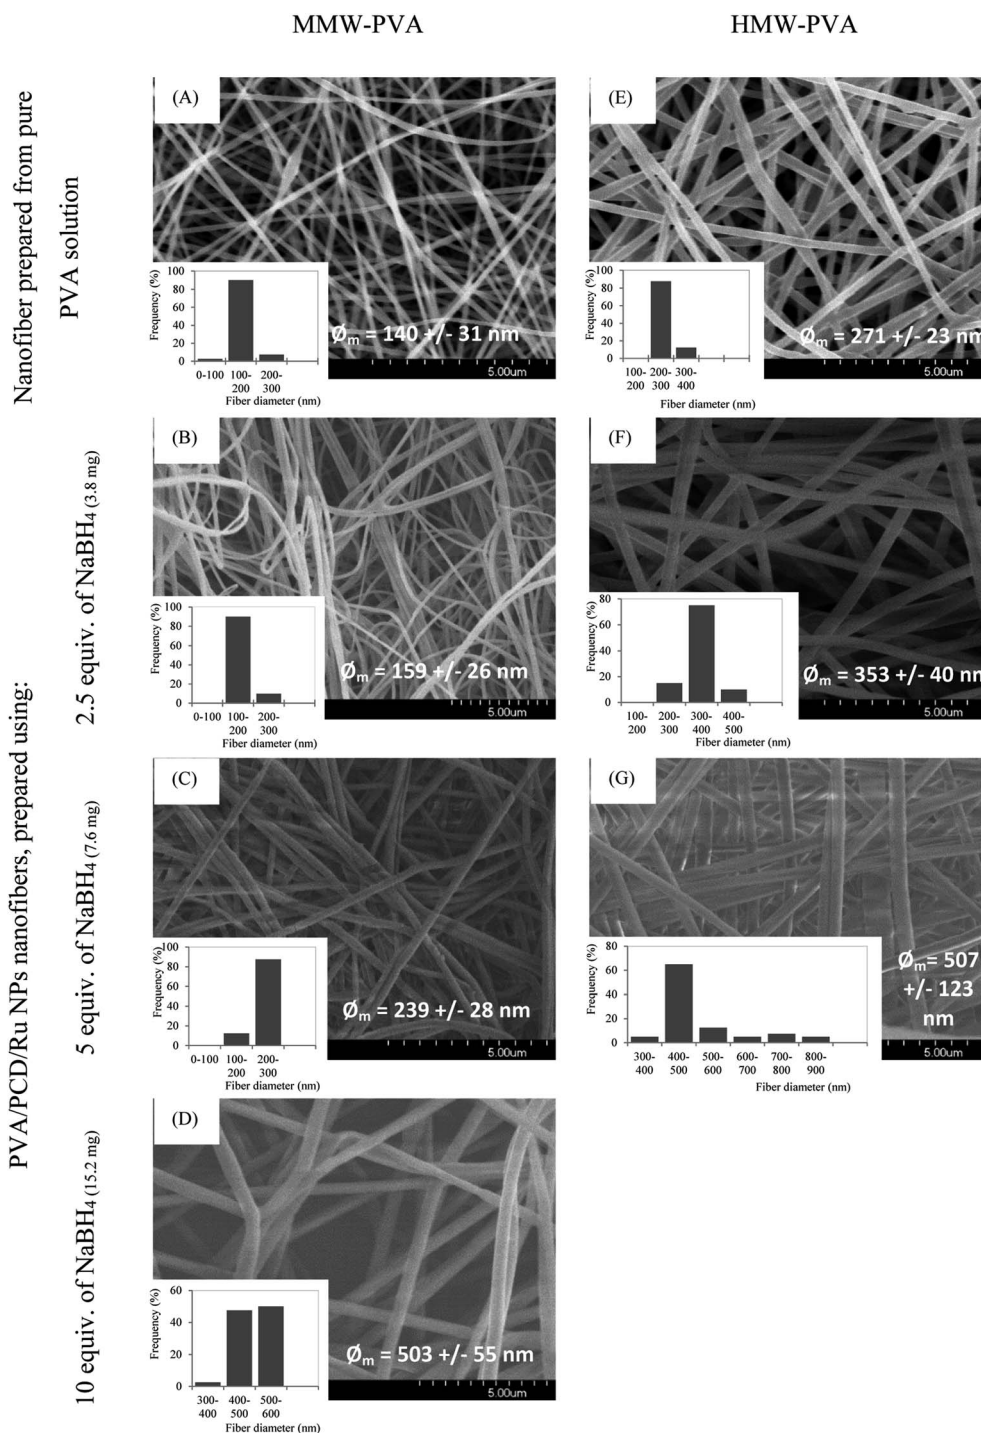 MMW-PVA
HMW-PVA
Nanofiber prepared from pure
PVA solution
(A)
Frequency (%)
100
80
60
40
20
0
0-100
100-
200
200-
300
Fiber diameter (nm)
Øm = 140 +/- 31 nm
5.00um
(E)
Frequency (%)
100
80
60
40
20
0
100-
200
200-
300
300-
400
Fiber diameter (nm)
Øm = 271 +/- 23 nm
5.00um
PVA/PCD/Ru NPs nanofibers, prepared using:
2.5 equiv. of NaBH4 (3.8 mg)
(B)
Frequency (%)
100
80
60
40
20
0
0-100
100-
200
200-
300
Fiber diameter (nm)
Øm = 159 +/- 26 nm
5.00um
(F)
Frequency (%)
80
60
40
20
0
100-
200
200-
300
300-
400
400-
500
Fiber diameter (nm)
Øm = 353 +/- 40 nm
5.00um
5 equiv. of NaBH4 (7.6 mg)
(C)
Frequency (%)
100
80
60
40
20
0
0-100
100-
200
200-
300
Fiber diameter (nm)
Øm = 239 +/- 28 nm
5.00um
(G)
Frequency (%)
80
60
40
20
0
300-
400
400-
500
500-
600
600-
700
700-
800
800-
900
Fiber diameter (nm)
Øm= 507
+/- 123
nm
5.00um
10 equiv. of NaBH4 (15.2 mg)
(D)
Frequency (%)
60
40
20
0
300-
400
400-
500
500-
600
Fiber diameter (nm)
Øm = 503 +/- 55 nm
5.00um